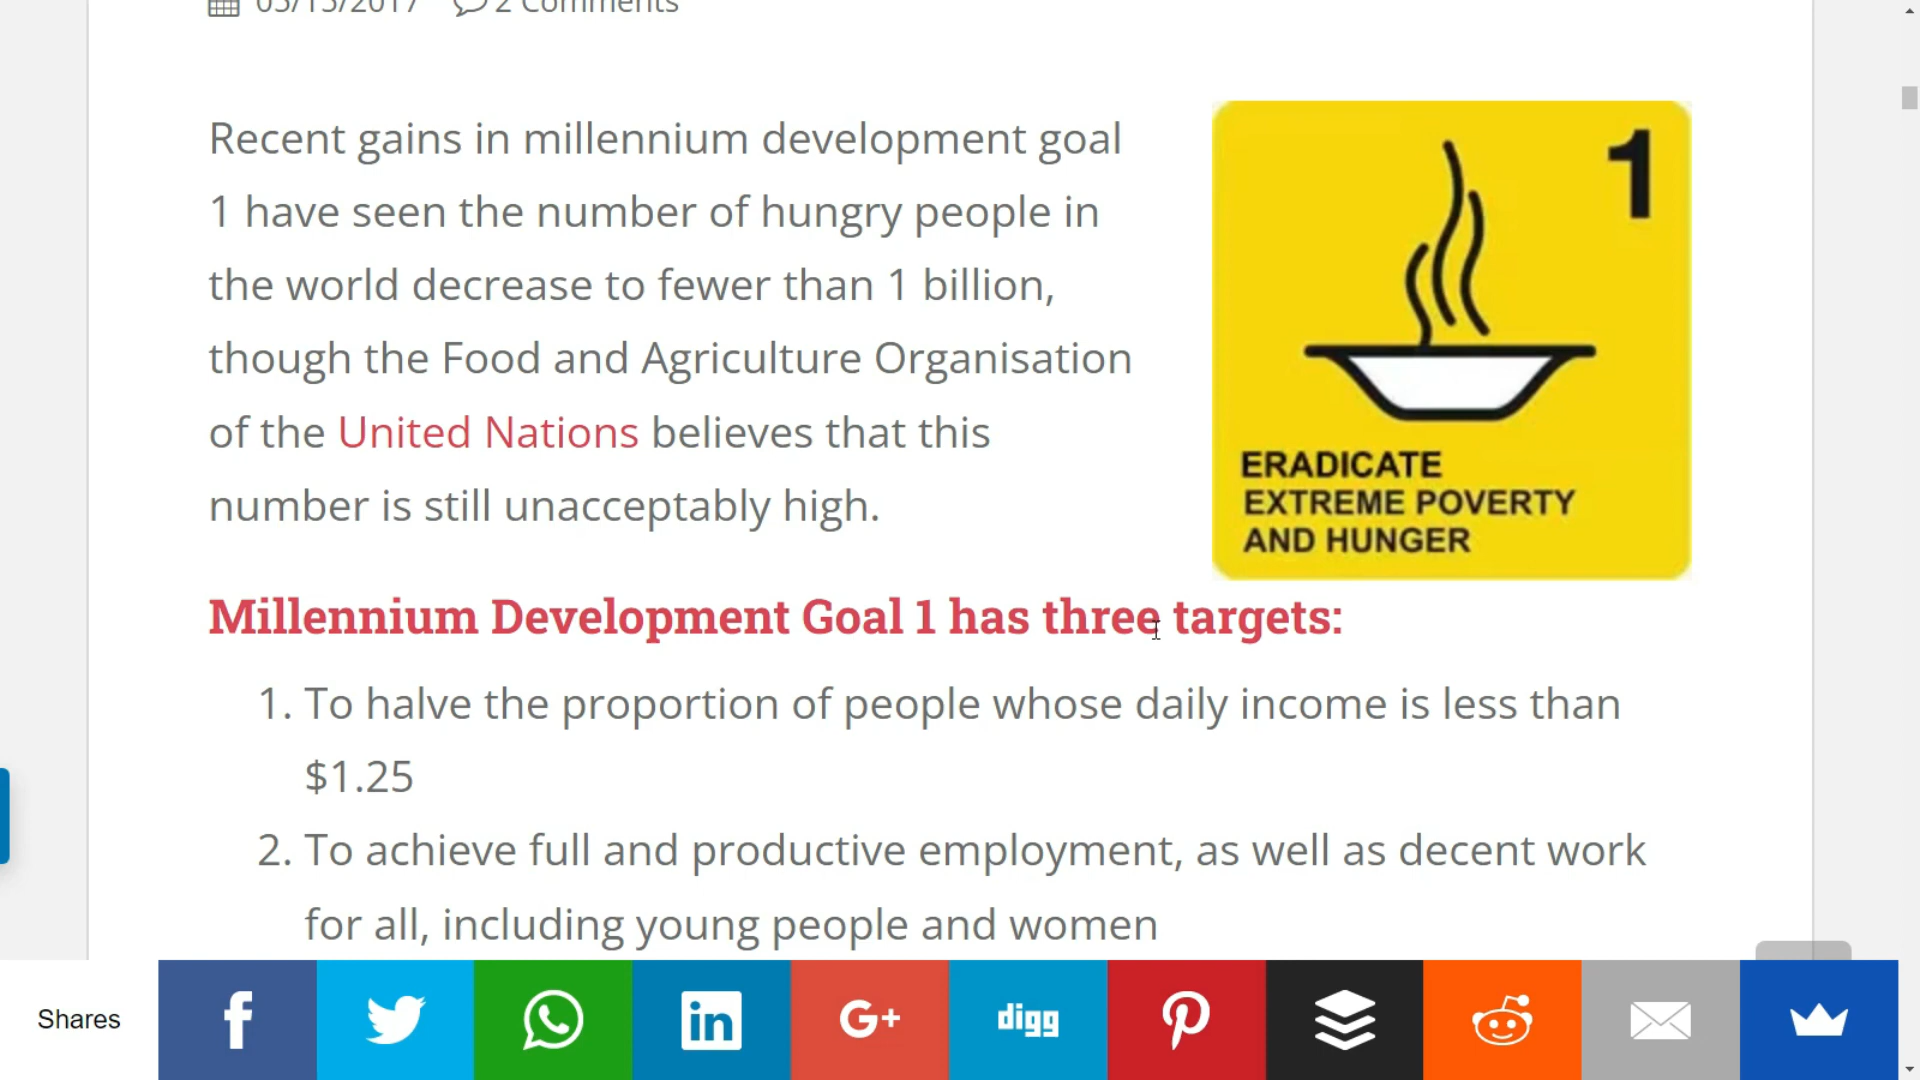 2 Comments
Recent gains in millennium development goal
1 have seen the number of hungry people in
the world decrease to fewer than 1 billion,
though the Food and Agriculture Organisation
of the United Nations believes that this
number is still unacceptably high.
1
ERADICATE
EXTREME POVERTY
AND HUNGER
Millennium Development Goal 1 has three targets:
1. To halve the proportion of people whose daily income is less than
$1.25
2. To achieve full and productive employment, as well as decent work
for all, including young people and women
Shares
f
in
G+
digg